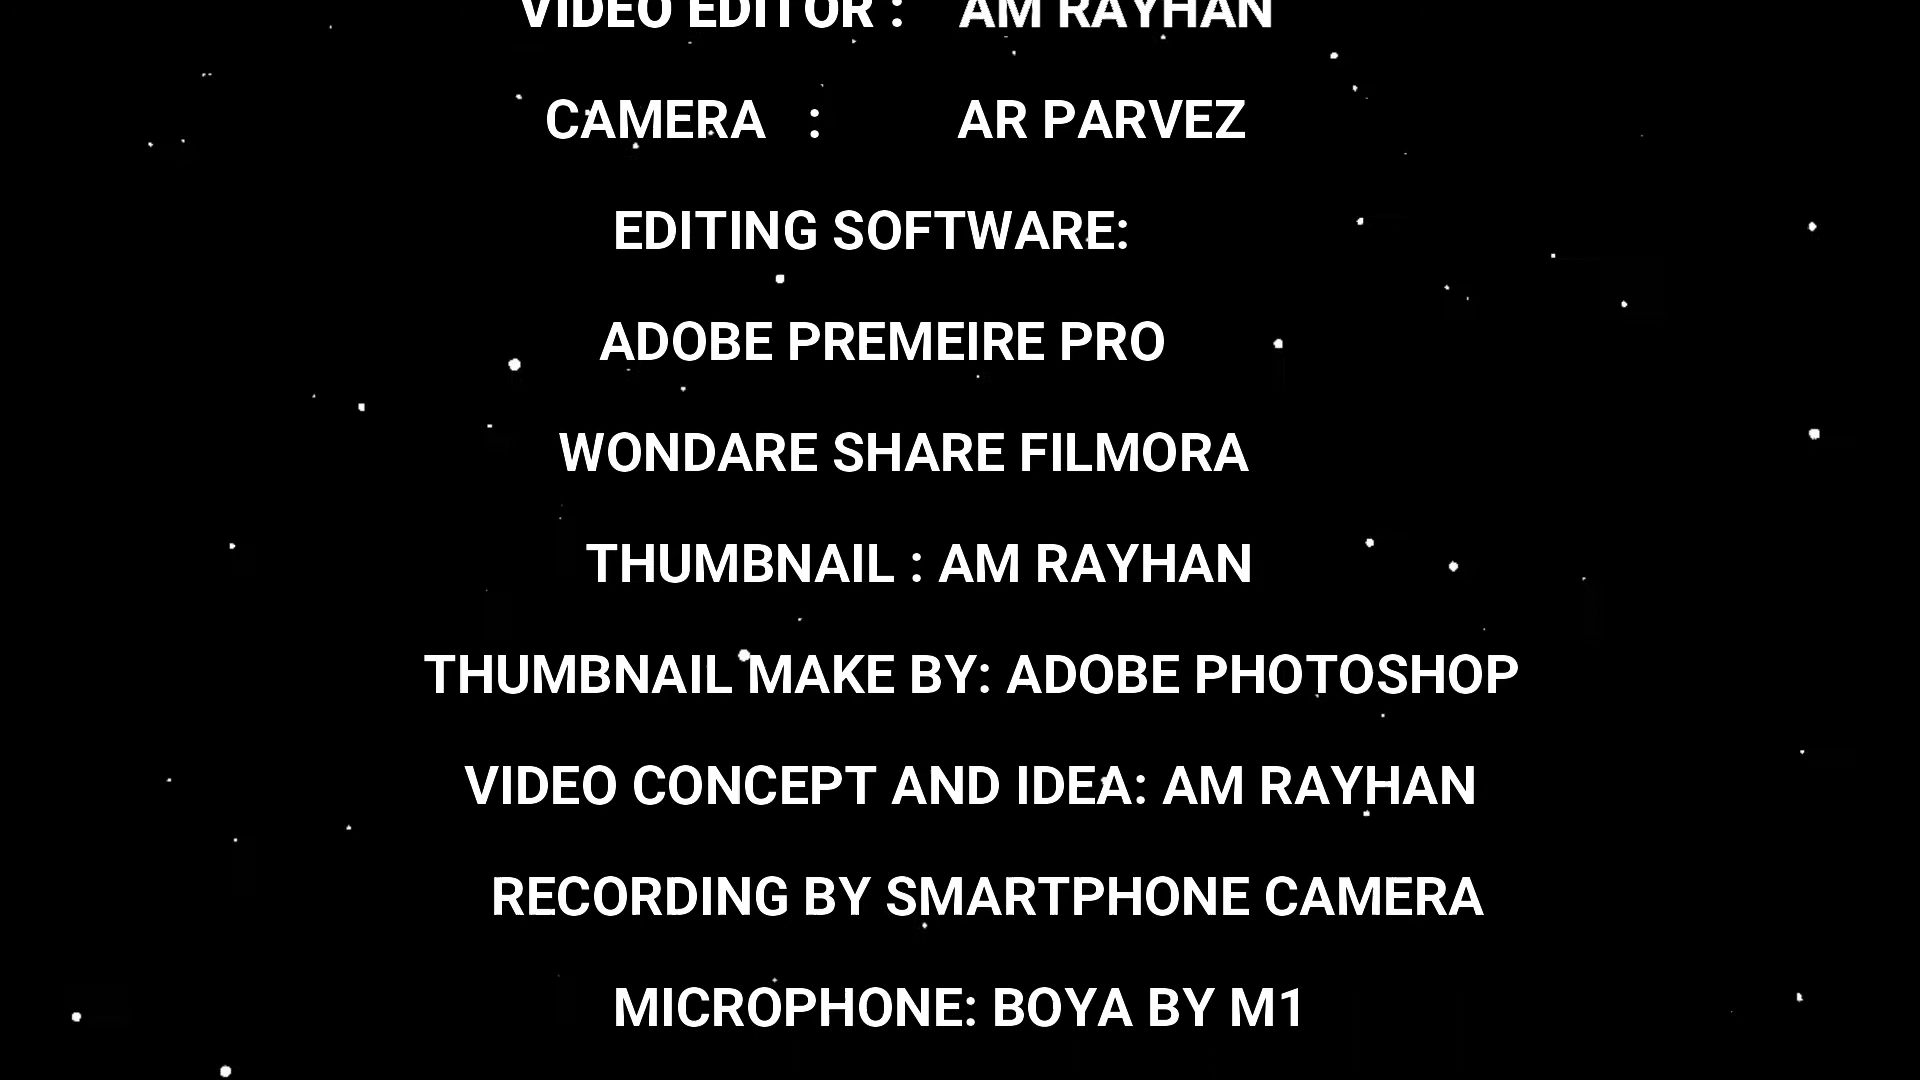 VIDEO EDITOR : AM RAYHAN
CAMERA : AR PARVEZ
EDITING SOFTWARE:
ADOBE PREMEIRE PRO
WONDARE SHARE FILMORA
THUMBNAIL : AM RAYHAN
THUMBNAIL MAKE BY: ADOBE PHOTOSHOP
VIDEO CONCEPT AND IDEA: AM RAYHAN
RECORDING BY SMARTPHONE CAMERA
MICROPHONE: BOYA BY M1